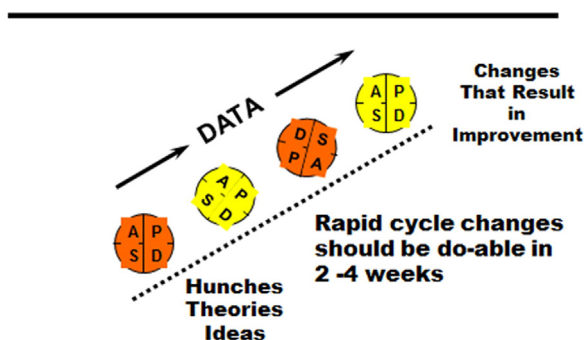 Changes
That Result
in
Improvement
DATA
A P
S D
D S
P A
A P
S D
A P
S D
Rapid cycle changes
should be do-able in
2 -4 weeks
Hunches
Theories
Ideas